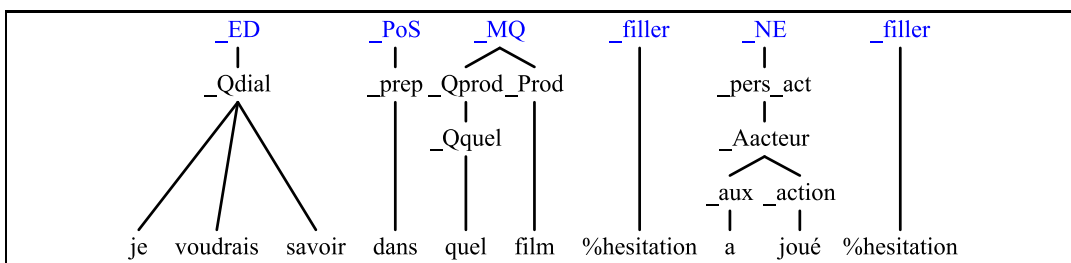 _ED _PoS _MQ _filler _NE _filler
_Qdial _prep _Qprod _Prod _pers_act
_Qquel _Aacteur
_aux _action
je voudrais savoir dans quel film %hesitation a joué %hesitation